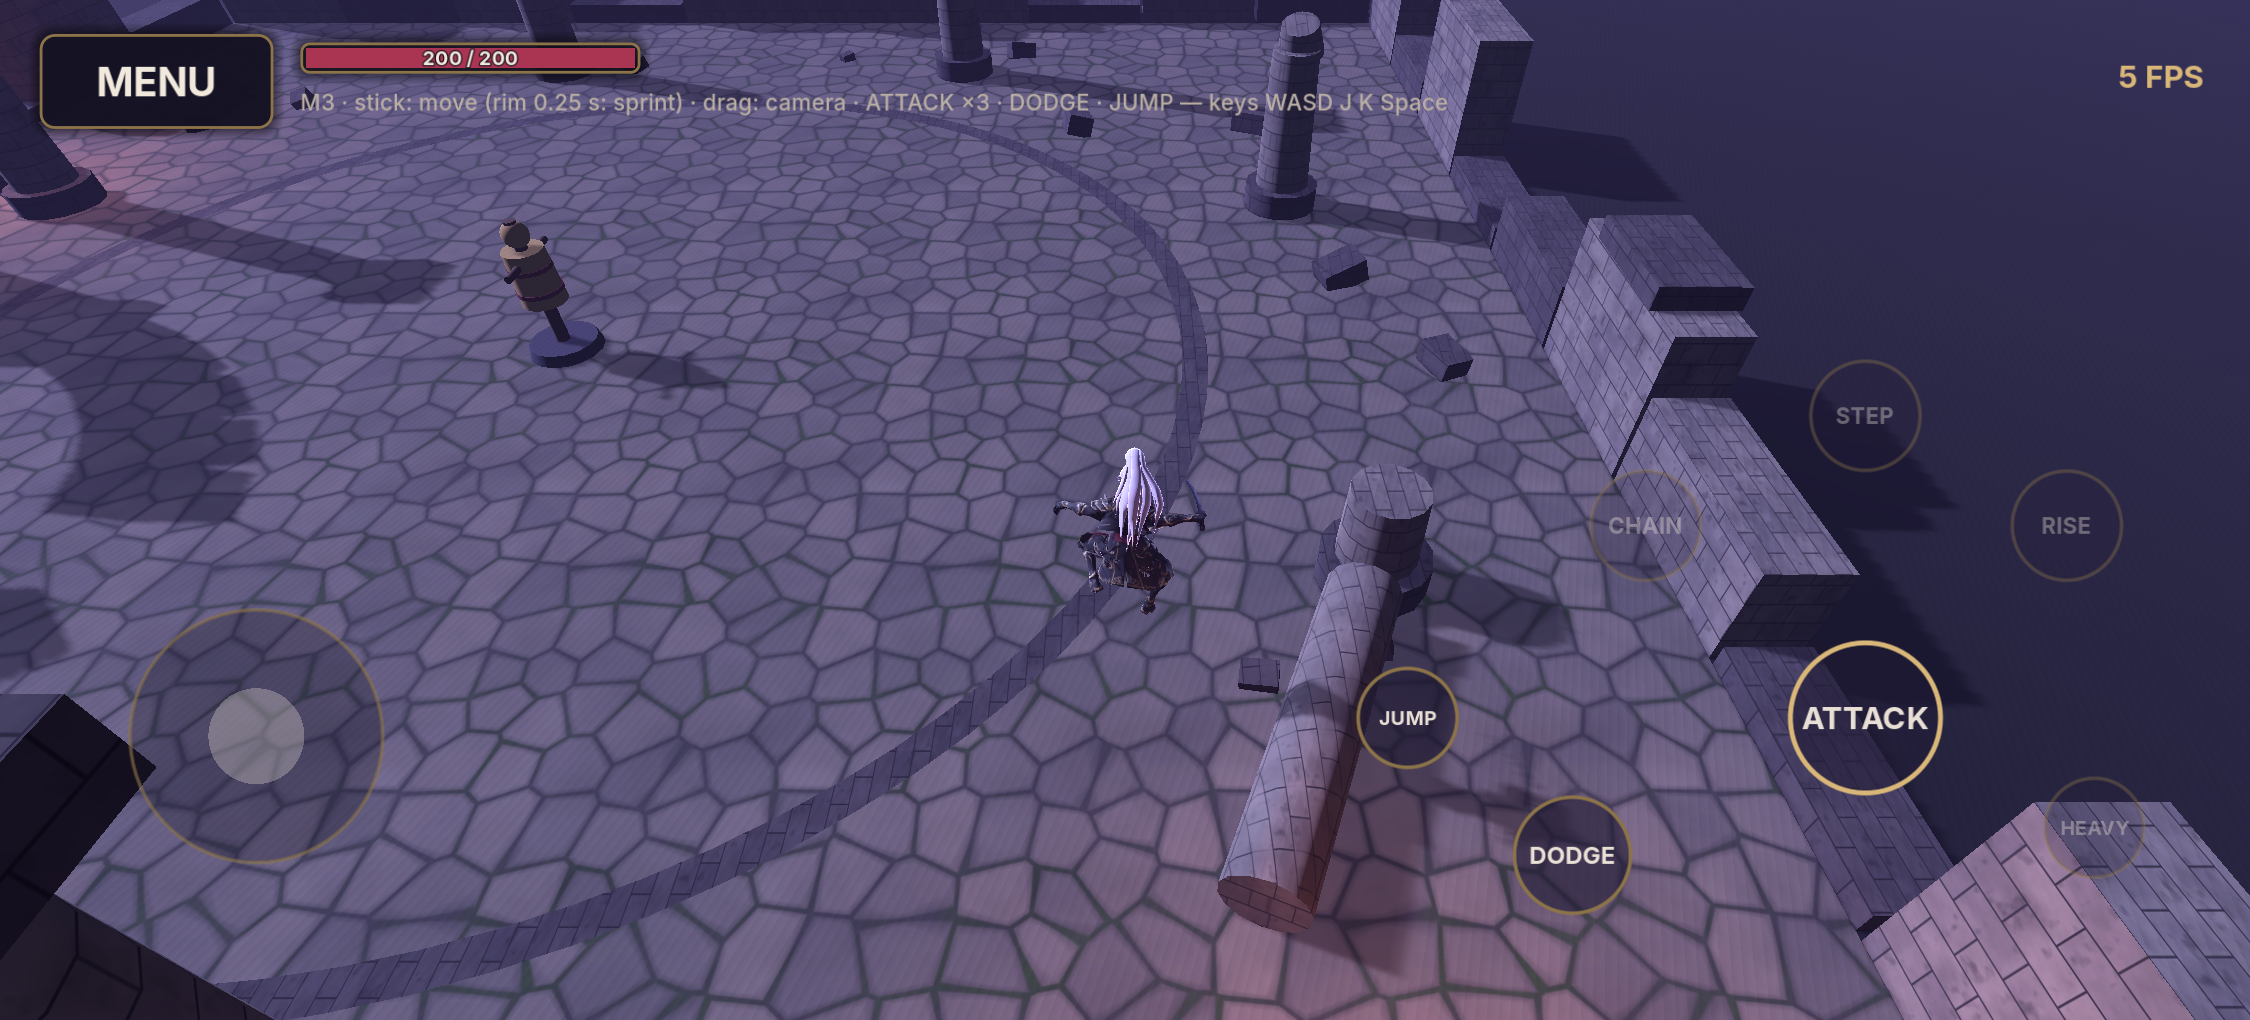 MENU
200 / 200
5 FPS
M3 · stick: move (rim 0.25 s: sprint) · drag: camera · ATTACK ×3 · DODGE · JUMP — keys WASD J K Space
STEP
CHAIN
RISE
JUMP
ATTACK
HEAVY
DODGE